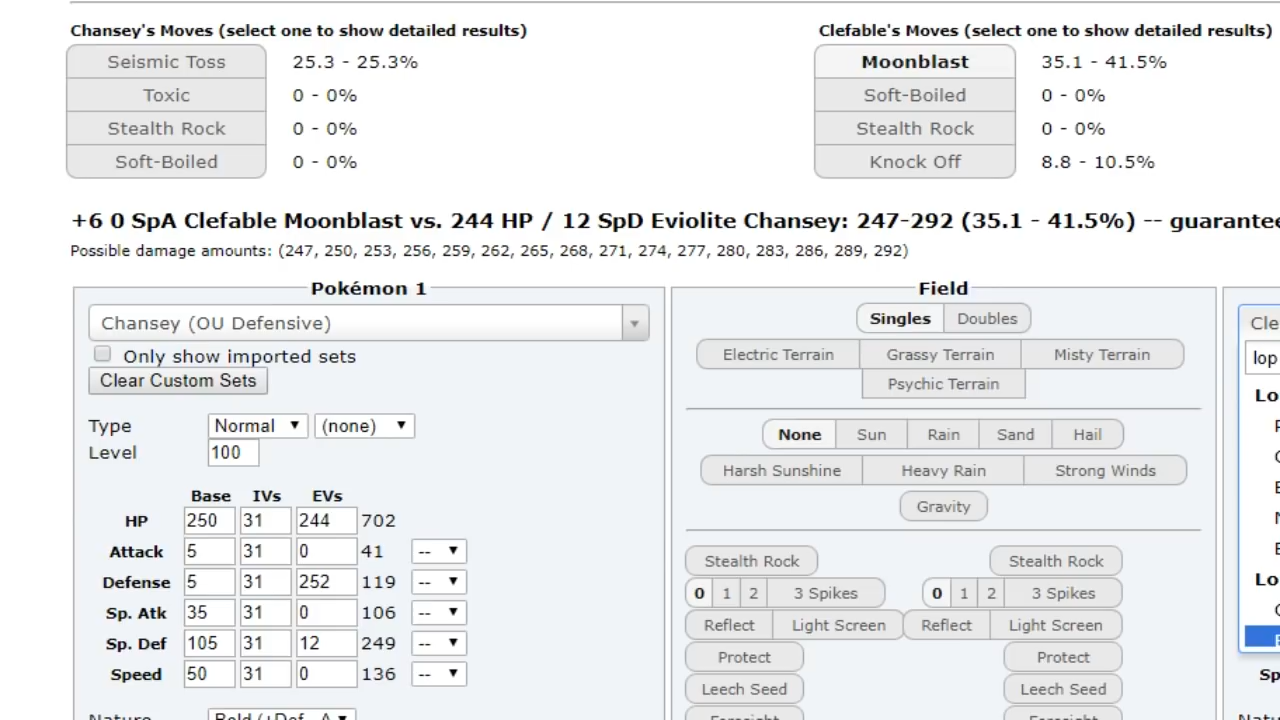 Chansey's Moves (select one to show detailed results)
Clefable's Moves (select one to show detailed results)
Seismic Toss 25.3 - 25.3%
Moonblast 35.1 - 41.5%
Toxic 0 - 0%
Soft-Boiled 0 - 0%
Stealth Rock 0 - 0%
Stealth Rock 0 - 0%
Soft-Boiled 0 - 0%
Knock Off 8.8 - 10.5%
+6 0 SpA Clefable Moonblast vs. 244 HP / 12 SpD Eviolite Chansey: 247-292 (35.1 - 41.5%) -- guarantee
Possible damage amounts: (247, 250, 253, 256, 259, 262, 265, 268, 271, 274, 277, 280, 283, 286, 289, 292)
Pokémon 1
Chansey (OU Defensive)
Only show imported sets
Clear Custom Sets
Type Normal (none)
Level 100
Base IVs EVs
HP 250 31 244 702
Attack 5 31 0 41 --
Defense 5 31 252 119 --
Sp. Atk 35 31 0 106 --
Sp. Def 105 31 12 249 --
Speed 50 31 0 136 --
Nature Bold (+Def, -A
Field
Singles Doubles
Electric Terrain Grassy Terrain Misty Terrain
Psychic Terrain
None Sun Rain Sand Hail
Harsh Sunshine Heavy Rain Strong Winds
Gravity
Stealth Rock Stealth Rock
0 1 2 3 Spikes 0 1 2 3 Spikes
Reflect Light Screen Reflect Light Screen
Protect Protect
Leech Seed Leech Seed
Foresight Foresight
Cle
lop
Lo
Lo
Sp